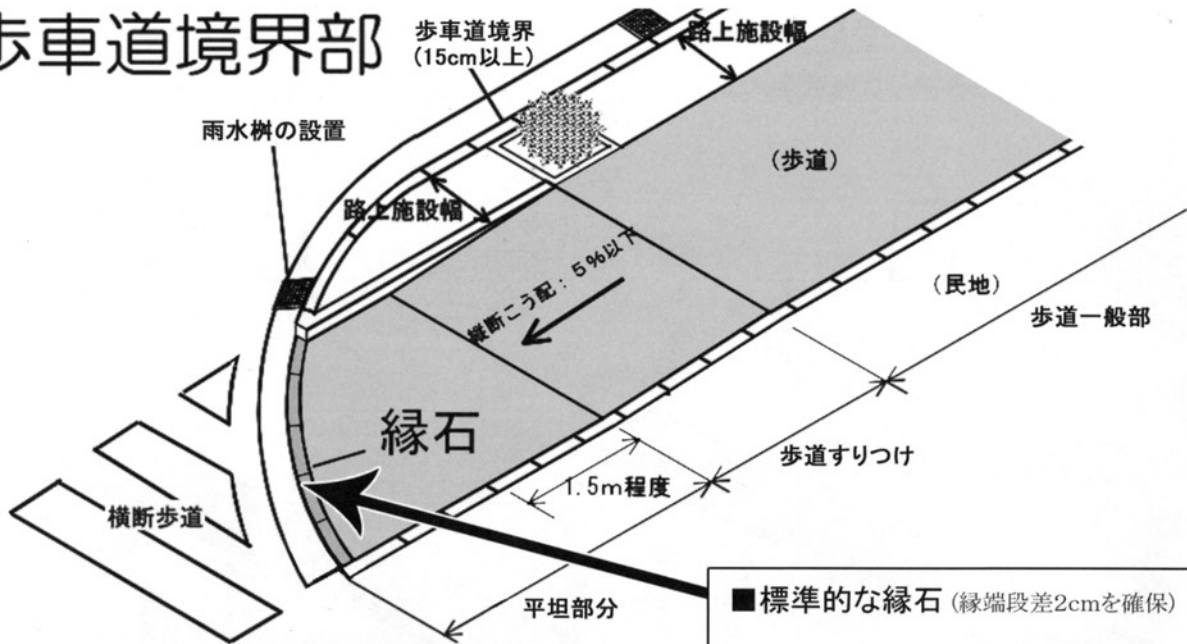 歩車道境界部
歩車道境界
(15cm以上)
路上施設幅
雨水桝の設置
(歩道)
路上施設幅
縦断こう配：５％以下
(民地)
歩道一般部
縁石
歩道すりつけ
1.5m程度
横断歩道
平坦部分
■標準的な縁石 (縁端段差2cmを確保)